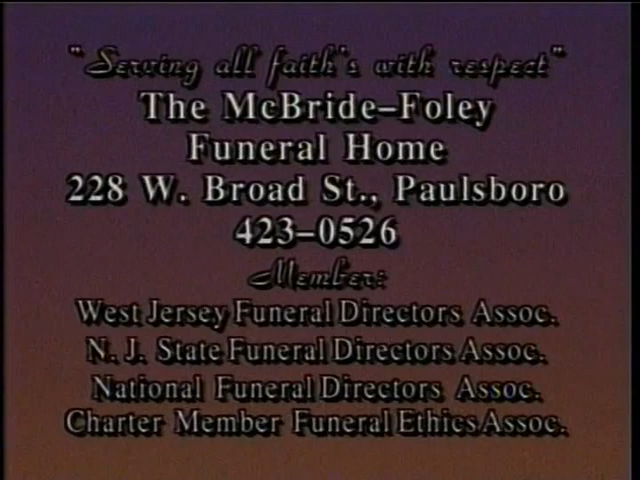 "Serving all faith's with respect"
The McBride–Foley
Funeral Home
228 W. Broad St., Paulsboro
423–0526
Member:
West Jersey Funeral Directors Assoc.
N. J. State Funeral Directors Assoc.
National Funeral Directors Assoc.
Charter Member Funeral Ethics Assoc.